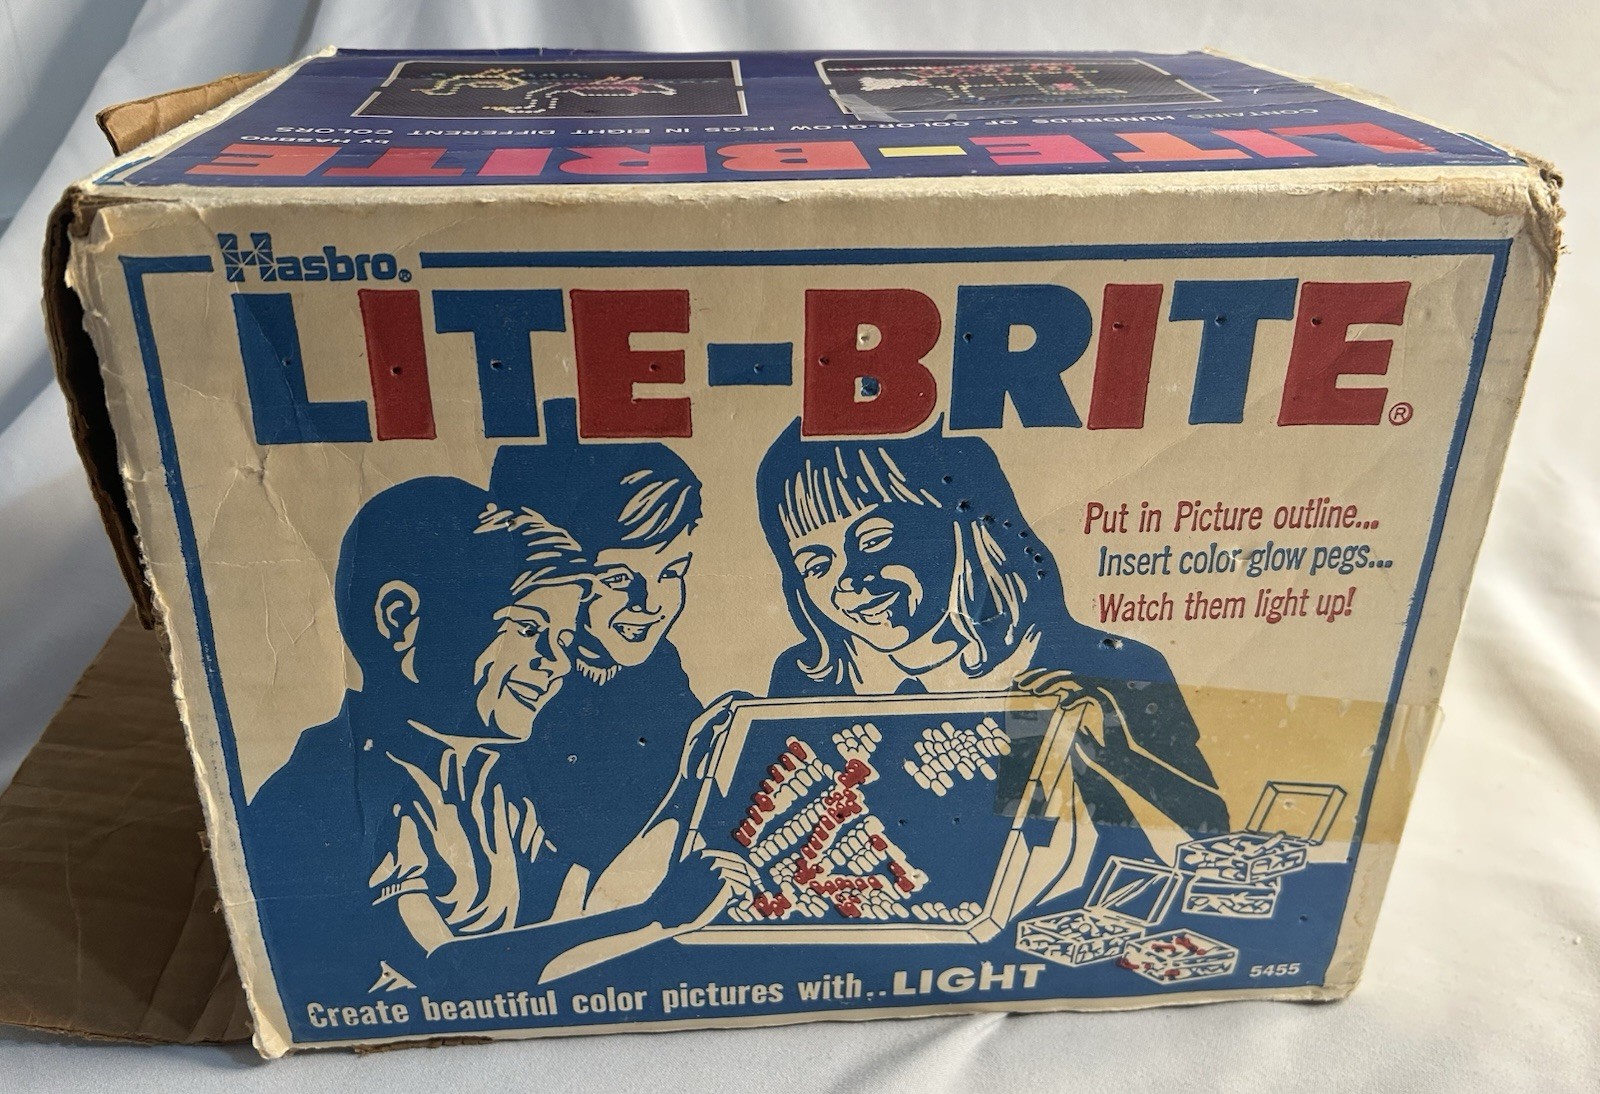 CONTAINS HUNDREDS OF COLOR-GLOW PEGS IN EIGHT DIFFERENT COLORS
LITE-BRITE by HASBRO
Hasbro®
LITE-BRITE®
Put in Picture outline...
Insert color glow pegs...
Watch them light up!
5455
Create beautiful color pictures with.. LIGHT